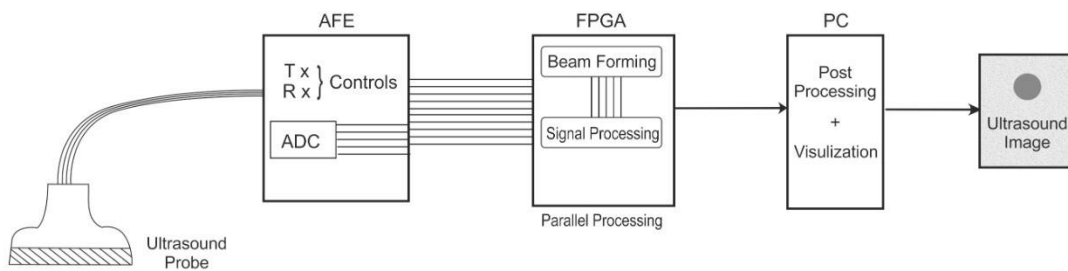 AFE
FPGA
PC
T x
R x
Controls
ADC
Beam Forming
Signal Processing
Parallel Processing
Post
Processing
+
Visulization
Ultrasound
Image
Ultrasound
Probe